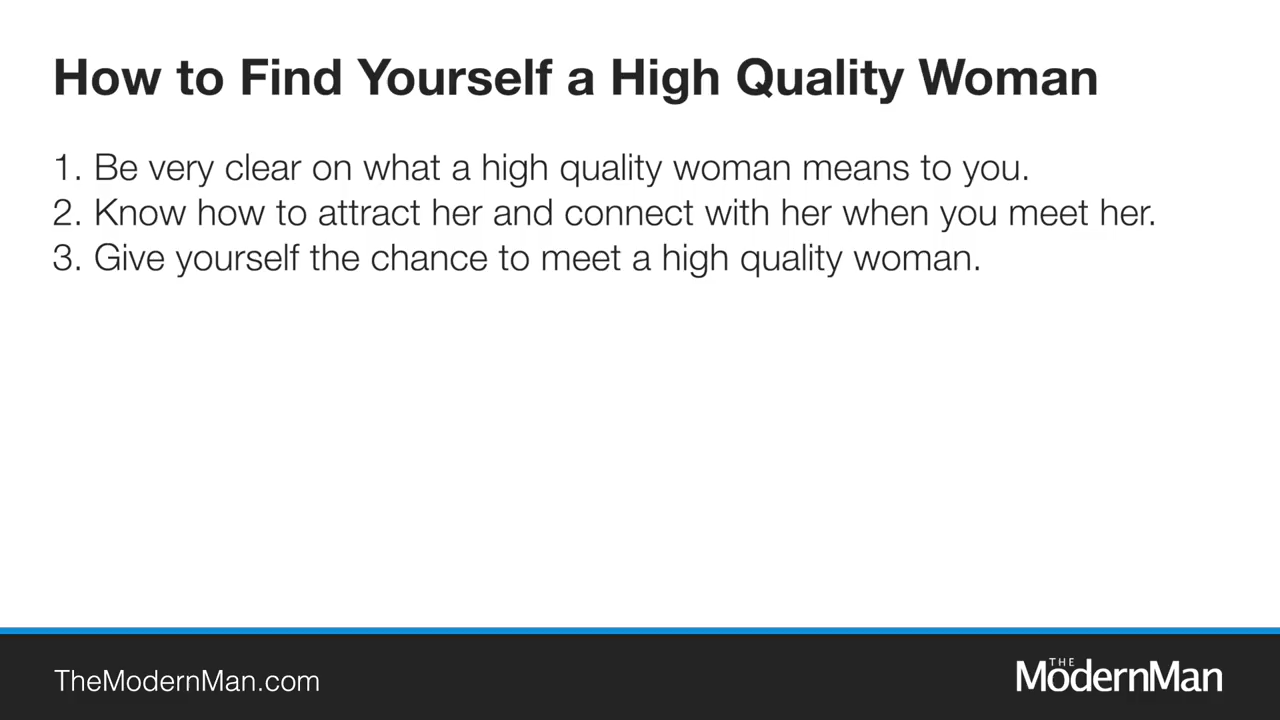 How to Find Yourself a High Quality Woman
1. Be very clear on what a high quality woman means to you.
2. Know how to attract her and connect with her when you meet her.
3. Give yourself the chance to meet a high quality woman.
TheModernMan.com
THE
ModernMan